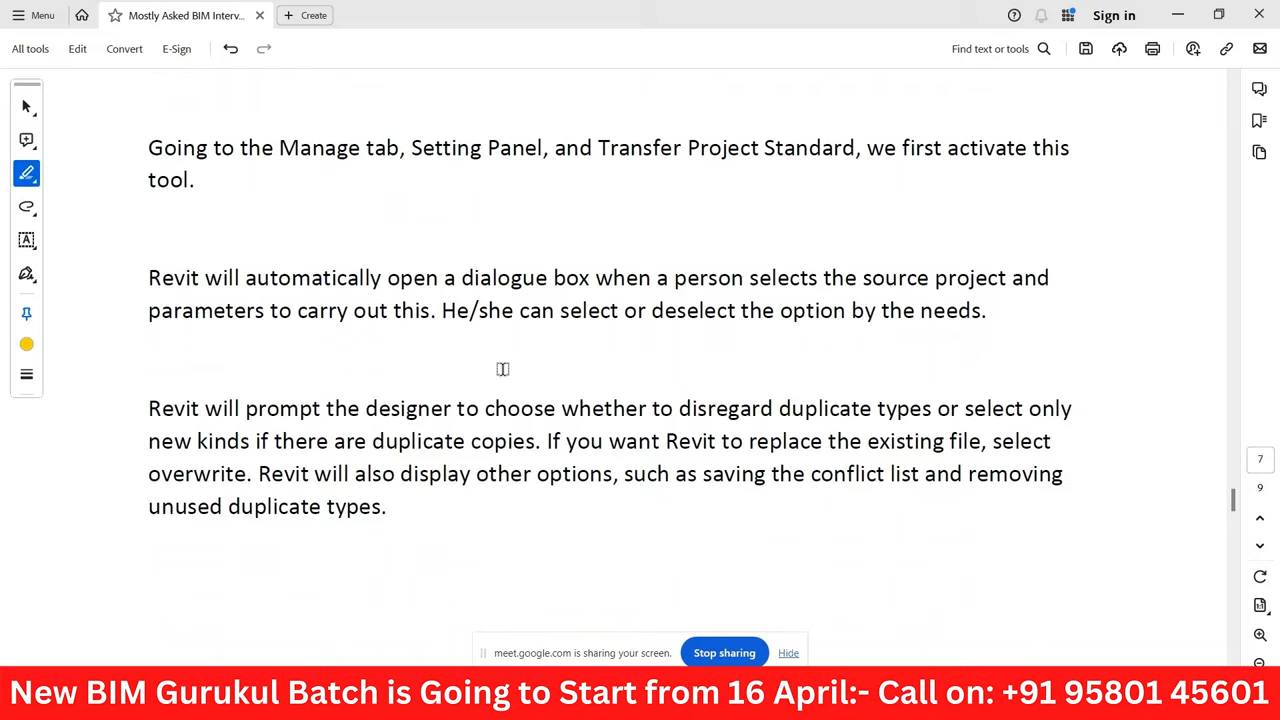 Menu
Mostly Asked BIM Interv...
Create
Sign in
All tools
Edit
Convert
E-Sign
Find text or tools
Going to the Manage tab, Setting Panel, and Transfer Project Standard, we first activate this
tool.
Revit will automatically open a dialogue box when a person selects the source project and
parameters to carry out this. He/she can select or deselect the option by the needs.
Revit will prompt the designer to choose whether to disregard duplicate types or select only
new kinds if there are duplicate copies. If you want Revit to replace the existing file, select
overwrite. Revit will also display other options, such as saving the conflict list and removing
unused duplicate types.
7
9
meet.google.com is sharing your screen.
Stop sharing
Hide
New BIM Gurukul Batch is Going to Start from 16 April:- Call on: +91 95801 45601